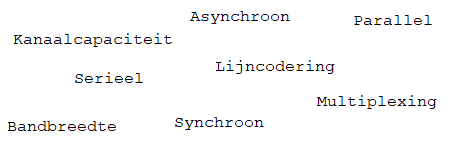 Asynchroon
Parallel
Kanaalcapaciteit
Lijncodering
Serieel
Multiplexing
Synchroon
Bandbreedte